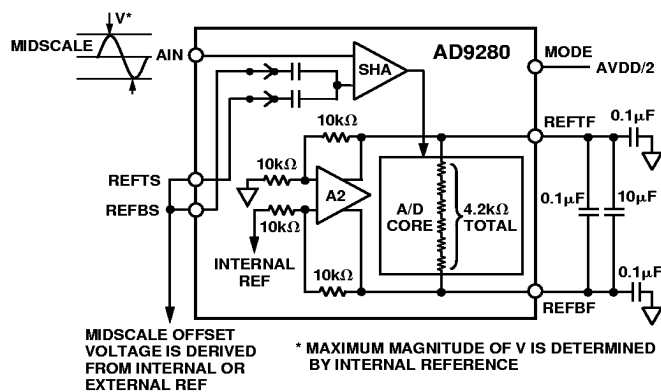 V*
MIDSCALE
AIN
SHA
AD9280
MODE
AVDD/2
10kΩ
REFTF
0.1µF
10kΩ
REFTS
REFBS
A2
10kΩ
A/D
CORE
4.2kΩ
TOTAL
0.1µF
10µF
INTERNAL
REF
10kΩ
0.1µF
REFBF
MIDSCALE OFFSET
VOLTAGE IS DERIVED
FROM INTERNAL OR
EXTERNAL REF
* MAXIMUM MAGNITUDE OF V IS DETERMINED
BY INTERNAL REFERENCE